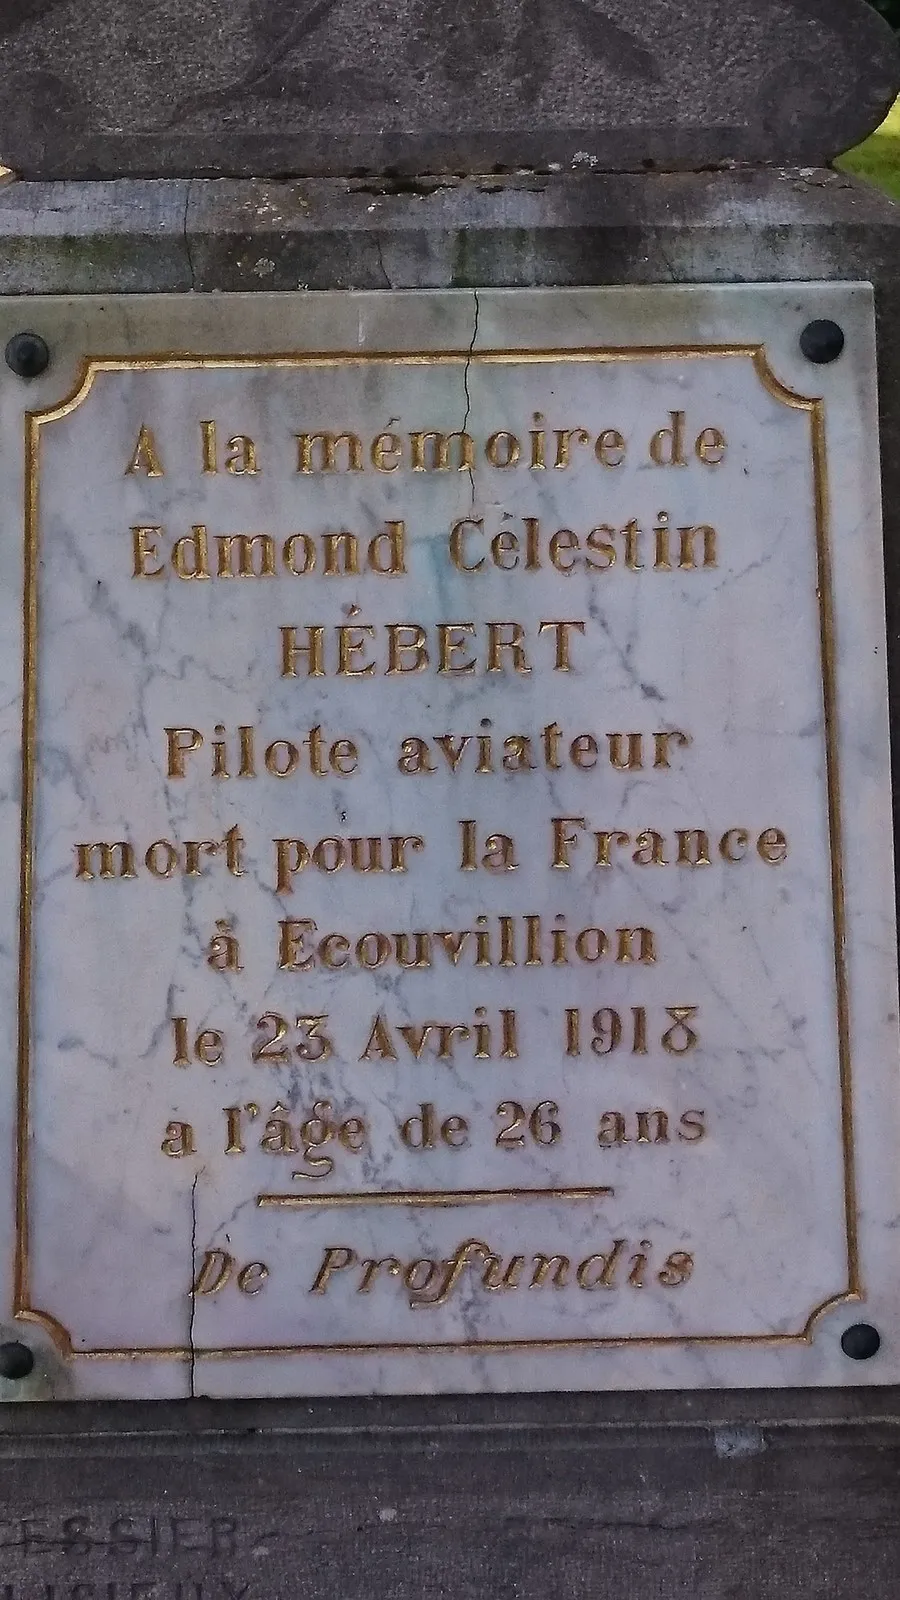 A la mémoire de
Edmond Célestin
HÉBERT
Pilote aviateur
mort pour la France
à Ecouvillion
le 23 Avril 1918
a l'âge de 26 ans
De Profundis